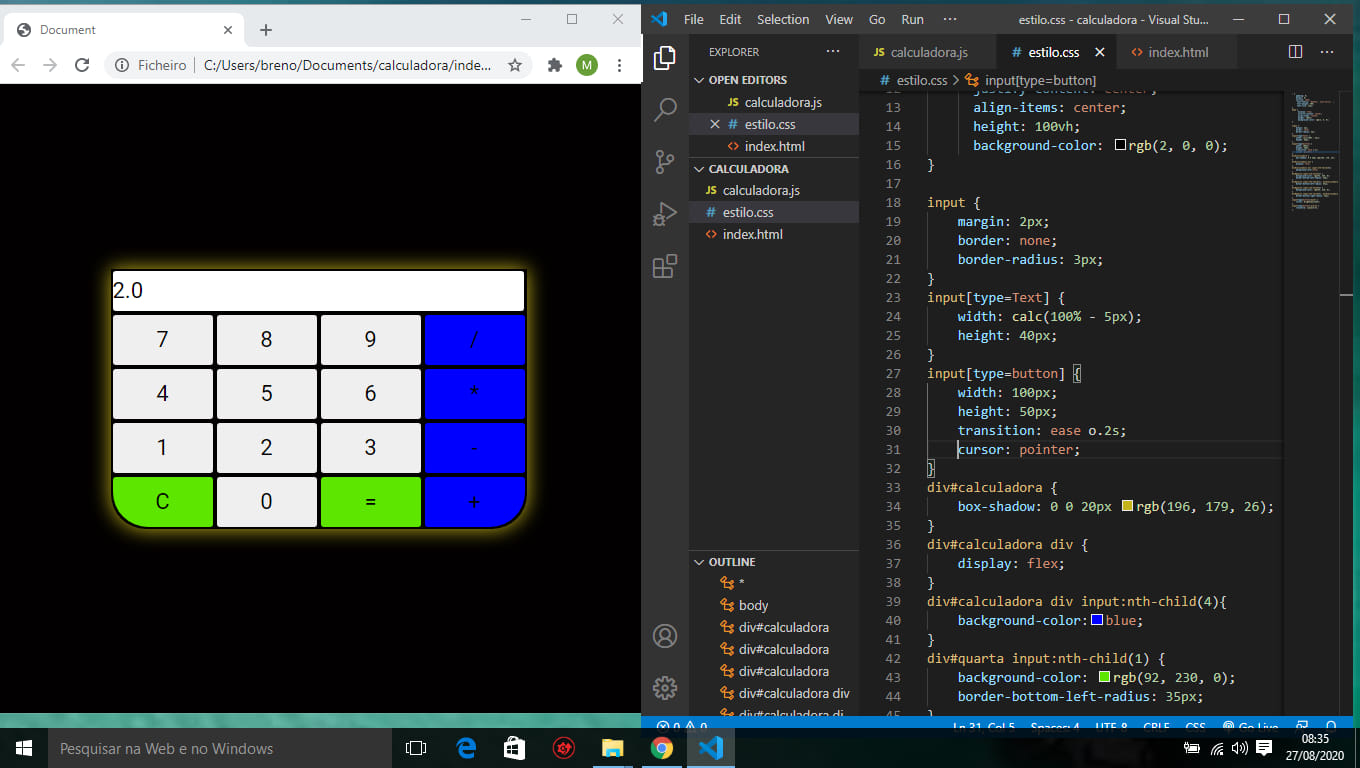 Document
Ficheiro
C:/Users/breno/Documents/calculadora/inde...
M
2.0
7 8 9 /
4 5 6 *
1 2 3 -
C 0 = +
File Edit Selection View Go Run ···
estilo.css - calculadora - Visual Stu...
EXPLORER ···
OPEN EDITORS
JS calculadora.js
# estilo.css
<> index.html
CALCULADORA
JS calculadora.js
# estilo.css
<> index.html
OUTLINE
*
body
div#calculadora
div#calculadora
div#calculadora
div#calculadora div
div#calculadora di
JS calculadora.js
# estilo.css
<> index.html
# estilo.css > input[type=button]
12 justify-content: center;
13 align-items: center;
14 height: 100vh;
15 background-color: rgb(2, 0, 0);
16 }
17
18 input {
19 margin: 2px;
20 border: none;
21 border-radius: 3px;
22 }
23 input[type=Text] {
24 width: calc(100% - 5px);
25 height: 40px;
26 }
27 input[type=button] {
28 width: 100px;
29 height: 50px;
30 transition: ease o.2s;
31 cursor: pointer;
32 }
33 div#calculadora {
34 box-shadow: 0 0 20px rgb(196, 179, 26);
35 }
36 div#calculadora div {
37 display: flex;
38 }
39 div#calculadora div input:nth-child(4){
40 background-color:blue;
41 }
42 div#quarta input:nth-child(1) {
43 background-color: rgb(92, 230, 0);
44 border-bottom-left-radius: 35px;
45 }
0 0
Ln 31, Col 5 Spaces: 4 UTF-8 CRLF CSS Go Live
Pesquisar na Web e no Windows
08:35
27/08/2020